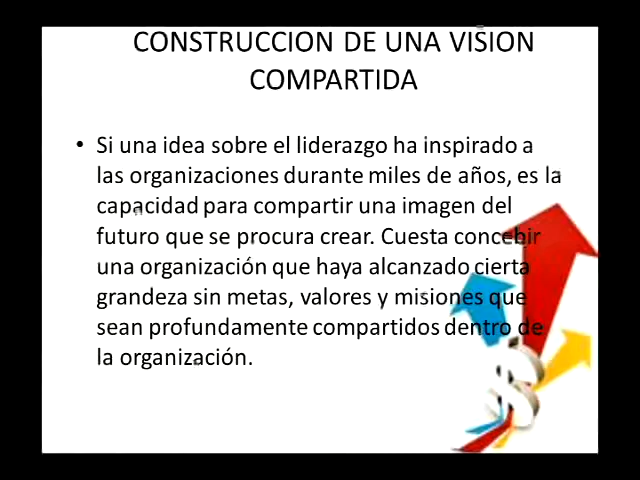 CONSTRUCCION DE UNA VISION
COMPARTIDA
• Si una idea sobre el liderazgo ha inspirado a
las organizaciones durante miles de años, es la
capacidad para compartir una imagen del
futuro que se procura crear. Cuesta concebir
una organización que haya alcanzado cierta
grandeza sin metas, valores y misiones que
sean profundamente compartidos dentro de
la organización.